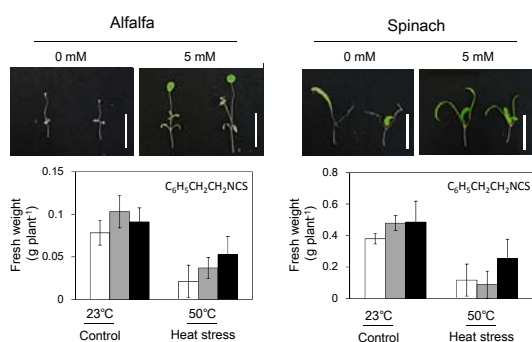 Alfalfa
0 mM 5 mM
Spinach
0 mM 5 mM
0.15
0.1
0.05
0
Fresh weight
(g plant⁻¹)
C₆H₅CH₂CH₂NCS
23℃ 50℃
Control Heat stress
0.8
0.6
0.4
0.2
0
Fresh weight
(g plant⁻¹)
C₆H₅CH₂CH₂NCS
23℃ 50℃
Control Heat stress